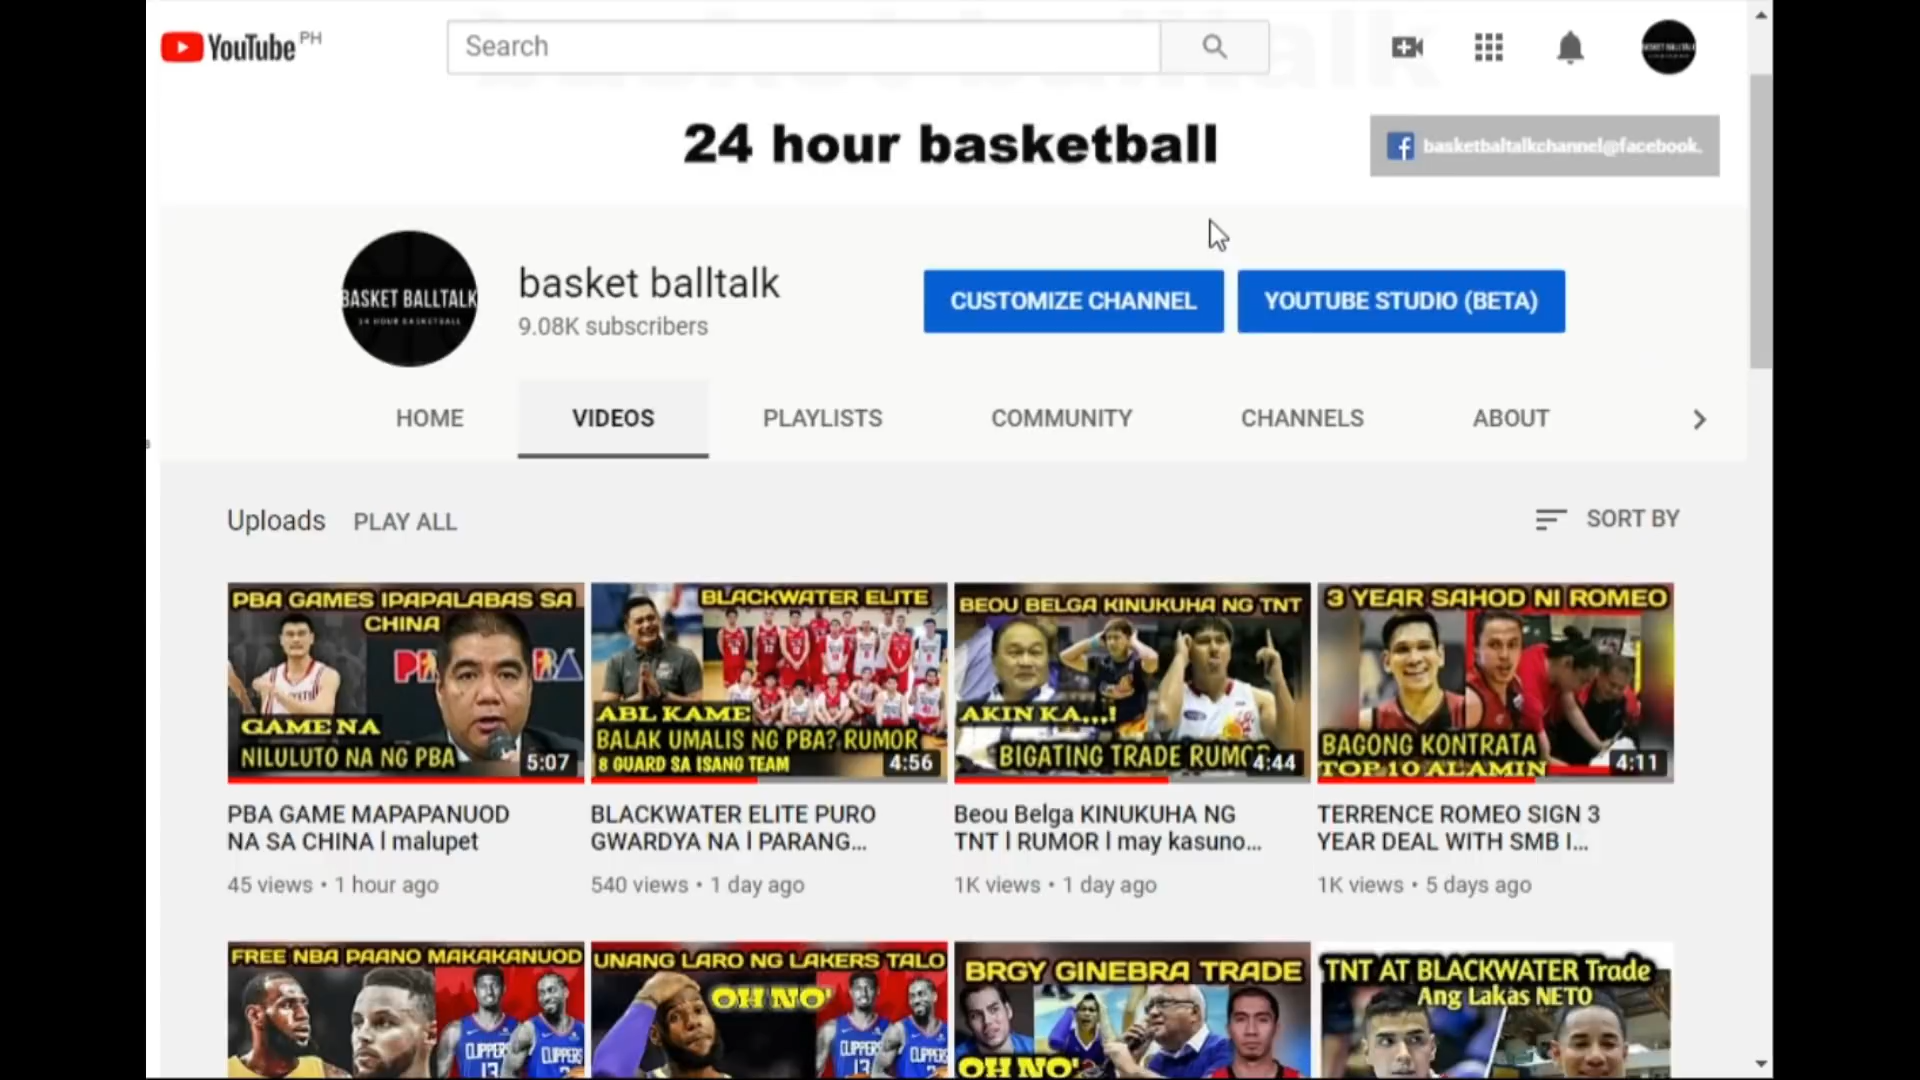 YouTube PH
Search
24 hour basketball
basketbaltalkchannel@facebook.
BASKET BALLTALK
24 HOUR BASKETBALL
basket balltalk
9.08K subscribers
CUSTOMIZE CHANNEL
YOUTUBE STUDIO (BETA)
HOME
VIDEOS
PLAYLISTS
COMMUNITY
CHANNELS
ABOUT
Uploads
PLAY ALL
SORT BY
PBA GAMES IPAPALABAS SA
CHINA
GAME NA
NILULUTO NA NG PBA
5:07
BLACKWATER ELITE
ABL KAME
BALAK UMALIS NG PBA? RUMOR
8 GUARD SA ISANG TEAM
4:56
BEOU BELGA KINUKUHA NG TNT
AKIN KA,,,!
BIGATING TRADE
4:44
3 YEAR SAHOD NI ROMEO
BAGONG KONTRATA
TOP 10 ALAMIN
4:11
PBA GAME MAPAPANUOD
NA SA CHINA l malupet
45 views • 1 hour ago
BLACKWATER ELITE PURO
GWARDYA NA l PARANG...
540 views • 1 day ago
Beou Belga KINUKUHA NG
TNT l RUMOR l may kasuno...
1K views • 1 day ago
TERRENCE ROMEO SIGN 3
YEAR DEAL WITH SMB l...
1K views • 5 days ago
FREE NBA PAANO MAKAKANUOD
CLIPPERS
13
CLIPPERS
UNANG LARO NG LAKERS TALO
OH NO'
CLIPPERS
13
CLIPPERS
BRGY GINEBRA TRADE
OH NO'
TNT AT BLACKWATER Trade
Ang Lakas NETO